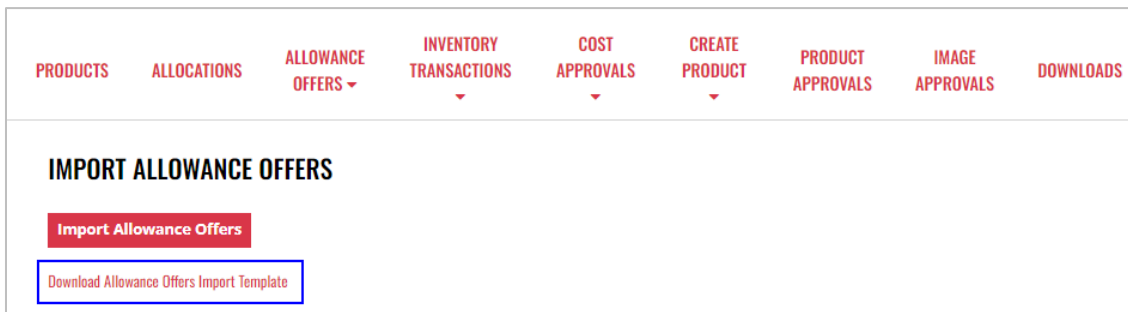 PRODUCTS
ALLOCATIONS
ALLOWANCE
OFFERS
INVENTORY
TRANSACTIONS
COST
APPROVALS
CREATE
PRODUCT
PRODUCT
APPROVALS
IMAGE
APPROVALS
DOWNLOADS
IMPORT ALLOWANCE OFFERS
Import Allowance Offers
Download Allowance Offers Import Template